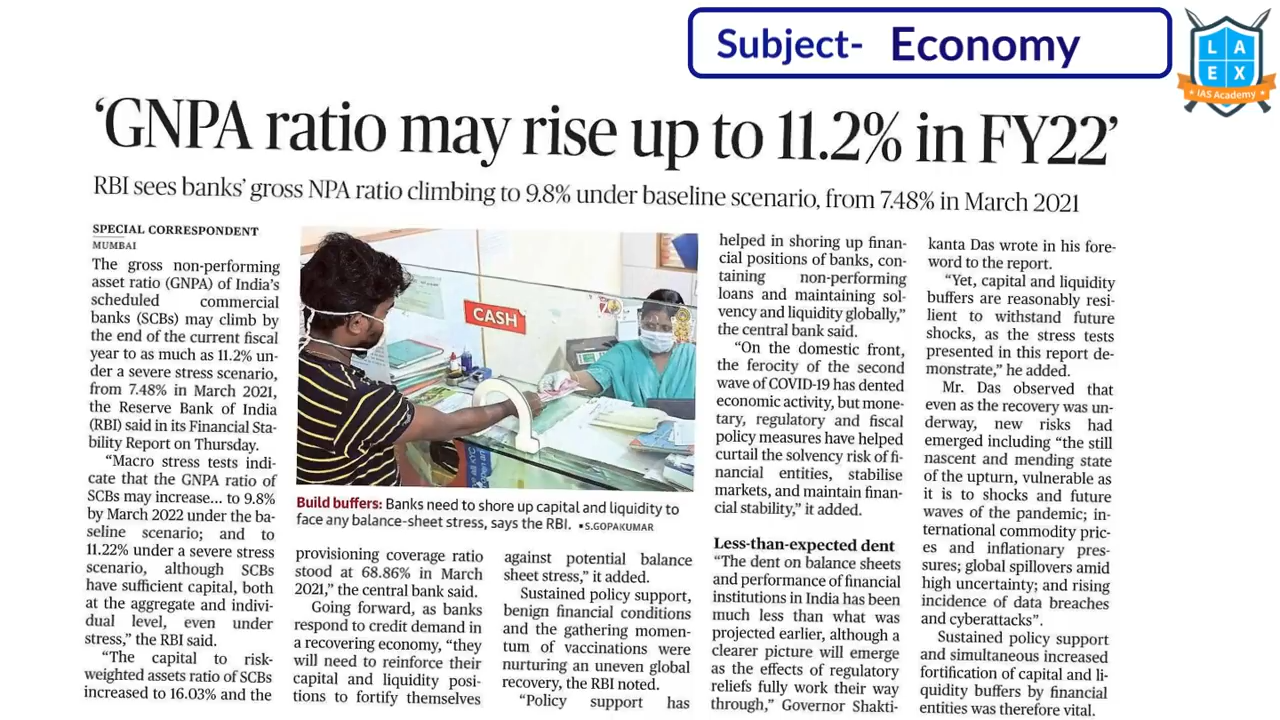 Subject- Economy
L A
E X
IAS Academy
‘GNPA ratio may rise up to 11.2% in FY22’
RBI sees banks’ gross NPA ratio climbing to 9.8% under baseline scenario, from 7.48% in March 2021
SPECIAL CORRESPONDENT
MUMBAI
The gross non-performing
asset ratio (GNPA) of India’s
scheduled commercial
banks (SCBs) may climb by
the end of the current fiscal
year to as much as 11.2% un-
der a severe stress scenario,
from 7.48% in March 2021,
the Reserve Bank of India
(RBI) said in its Financial Sta-
bility Report on Thursday.
“Macro stress tests indi-
cate that the GNPA ratio of
SCBs may increase... to 9.8%
by March 2022 under the ba-
seline scenario; and to
11.22% under a severe stress
scenario, although SCBs
have sufficient capital, both
at the aggregate and indivi-
dual level, even under
stress,” the RBI said.
“The capital to risk-
weighted assets ratio of SCBs
increased to 16.03% and the
CASH
Build buffers: Banks need to shore up capital and liquidity to
face any balance-sheet stress, says the RBI. ▪S.GOPAKUMAR
provisioning coverage ratio
stood at 68.86% in March
2021,” the central bank said.
Going forward, as banks
respond to credit demand in
a recovering economy, “they
will need to reinforce their
capital and liquidity posi-
tions to fortify themselves
against potential balance
sheet stress,” it added.
Sustained policy support,
benign financial conditions
and the gathering momen-
tum of vaccinations were
nurturing an uneven global
recovery, the RBI noted.
“Policy support has
helped in shoring up finan-
cial positions of banks, con-
taining non-performing
loans and maintaining sol-
vency and liquidity globally,”
the central bank said.
“On the domestic front,
the ferocity of the second
wave of COVID-19 has dented
economic activity, but mone-
tary, regulatory and fiscal
policy measures have helped
curtail the solvency risk of fi-
nancial entities, stabilise
markets, and maintain finan-
cial stability,” it added.
Less-than-expected dent
“The dent on balance sheets
and performance of financial
institutions in India has been
much less than what was
projected earlier, although a
clearer picture will emerge
as the effects of regulatory
reliefs fully work their way
through,” Governor Shakti-
kanta Das wrote in his fore-
word to the report.
“Yet, capital and liquidity
buffers are reasonably resi-
lient to withstand future
shocks, as the stress tests
presented in this report de-
monstrate,” he added.
Mr. Das observed that
even as the recovery was un-
derway, new risks had
emerged including “the still
nascent and mending state
of the upturn, vulnerable as
it is to shocks and future
waves of the pandemic; in-
ternational commodity pric-
es and inflationary pres-
sures; global spillovers amid
high uncertainty; and rising
incidence of data breaches
and cyberattacks”.
Sustained policy support
and simultaneous increased
fortification of capital and li-
quidity buffers by financial
entities was therefore vital.